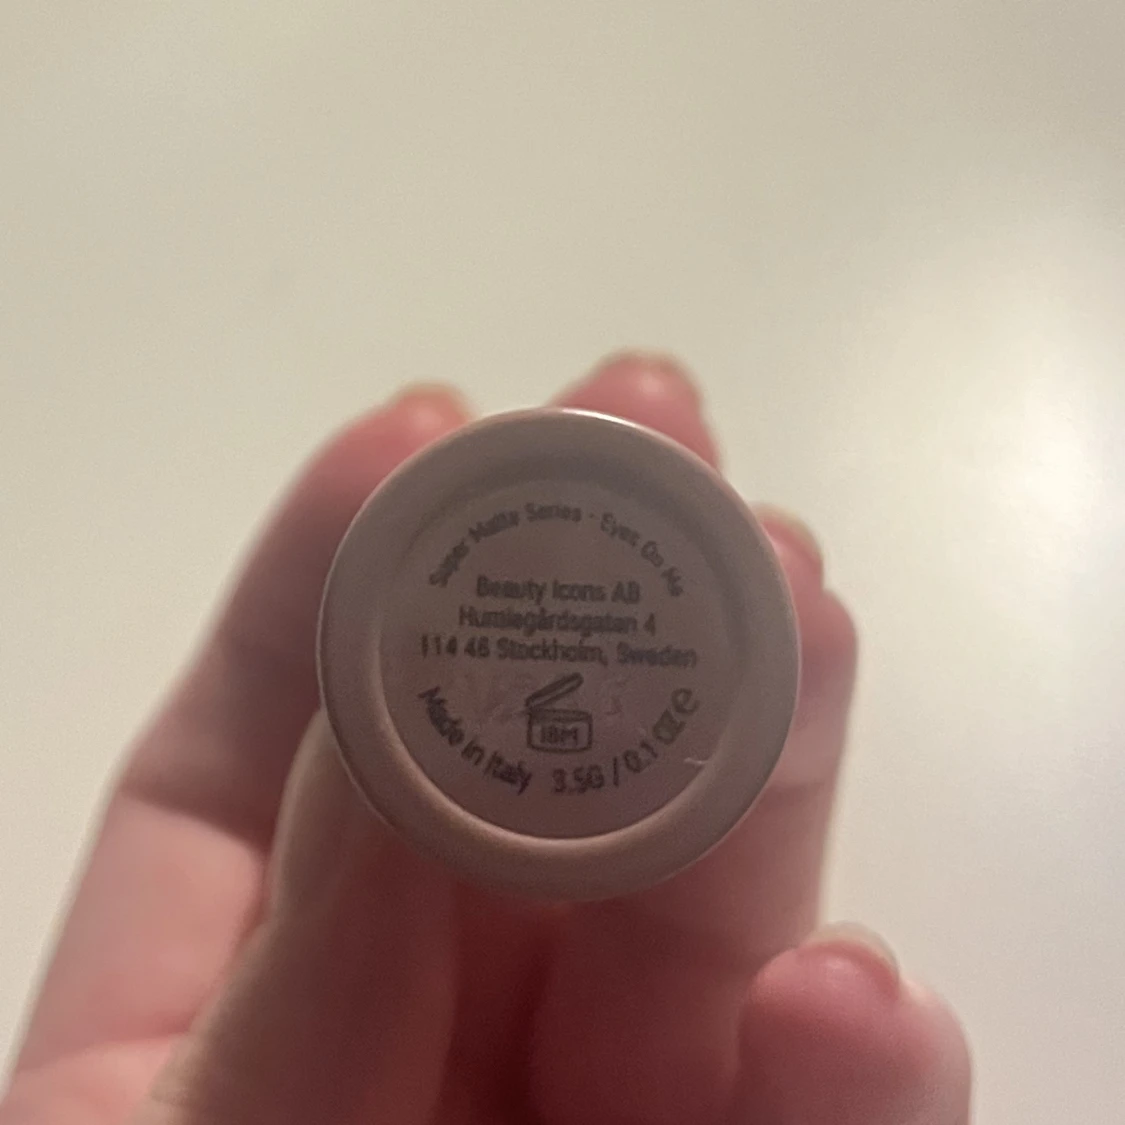 Super Matte Series - Eyes On Me
Beauty Icons AB
Humlegårdsgatan 4
114 46 Stockholm, Sweden
18M
Made in Italy
3.5G / 0.1 oz e